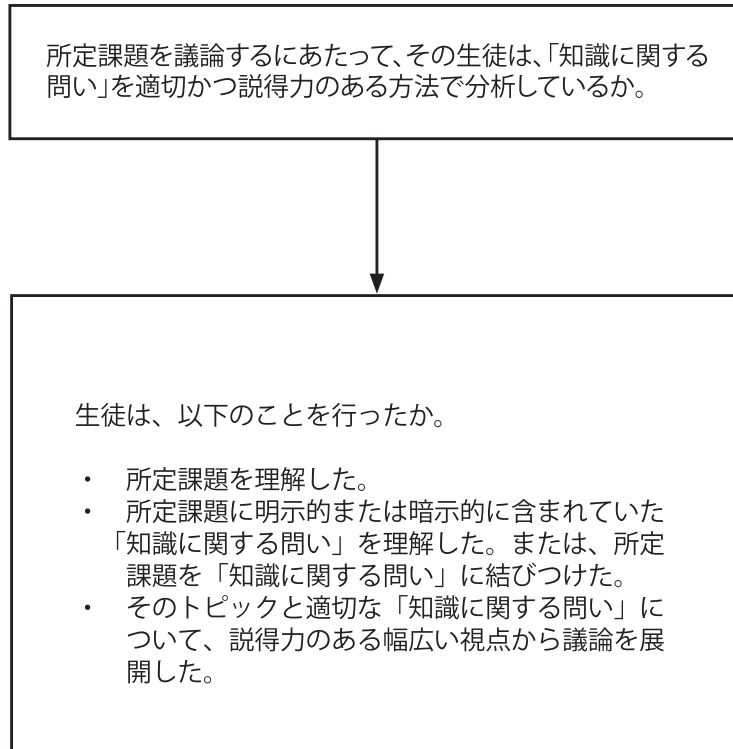 所定課題を議論するにあたって、その生徒は、「知識に関する
問い」を適切かつ説得力のある方法で分析しているか。
生徒は、以下のことを行ったか。
・ 所定課題を理解した。
・ 所定課題に明示的または暗示的に含まれていた
「知識に関する問い」を理解した。または、所定
課題を「知識に関する問い」に結びつけた。
・ そのトピックと適切な「知識に関する問い」に
ついて、説得力のある幅広い視点から議論を展
開した。